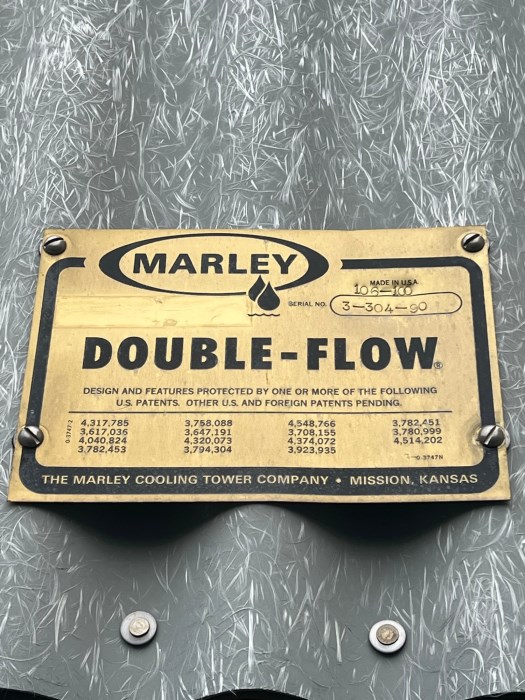 MARLEY
MADE IN U.S.A.
106-100
SERIAL NO. 3-304-90
DOUBLE-FLOW®
DESIGN AND FEATURES PROTECTED BY ONE OR MORE OF THE FOLLOWING
U.S. PATENTS. OTHER U.S. AND FOREIGN PATENTS PENDING.
4,317,785 3,758,088 4,548,766 3,782,451
3,617,036 3,647,191 3,708,155 3,780,999
4,040,824 4,320,073 4,374,072 4,514,202
3,782,453 3,794,304 3,923,935
THE MARLEY COOLING TOWER COMPANY • MISSION, KANSAS